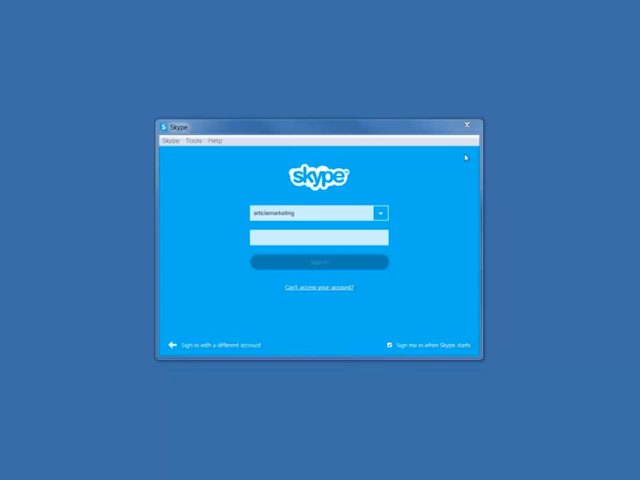 Skype
Skype Tools Help
skype
articlemarketing
Sign in
Can't access your account?
Sign in with a different account
Sign me in when Skype starts